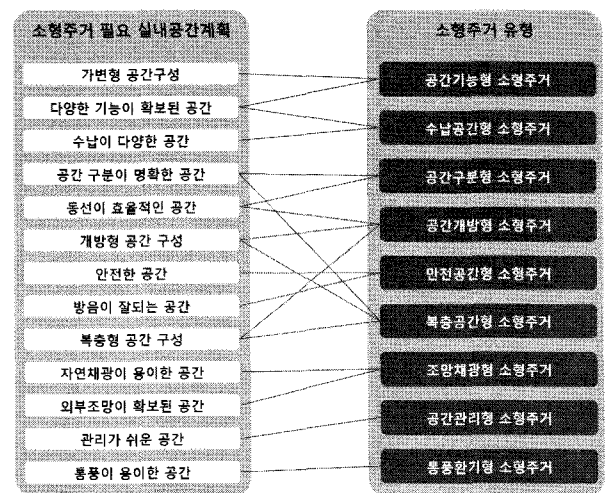 소형주거 필요 실내공간계획
가변형 공간구성
다양한 기능이 확보된 공간
수납이 다양한 공간
공간 구분이 명확한 공간
동선이 효율적인 공간
개방형 공간 구성
안전한 공간
방음이 잘되는 공간
복층형 공간 구성
자연채광이 용이한 공간
외부조망이 확보된 공간
관리가 쉬운 공간
통풍이 용이한 공간
소형주거 유형
공간기능형 소형주거
수납공간형 소형주거
공간구분형 소형주거
공간개방형 소형주거
안전공간형 소형주거
복층공간형 소형주거
조망채광형 소형주거
공간관리형 소형주거
통풍환기형 소형주거